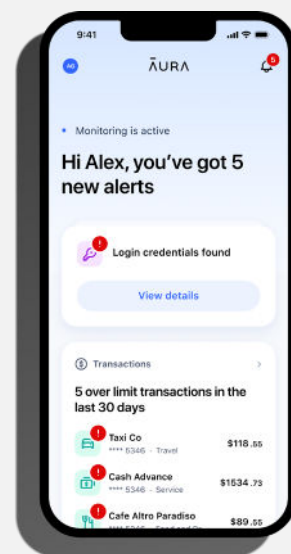 9:41
AG
ĀURA
5
Monitoring is active
Hi Alex, you've got 5
new alerts
!
Login credentials found
View details
$ Transactions >
5 over limit transactions in the
last 30 days
!
Taxi Co
**** 5346 - Travel
$118.55
!
Cash Advance
**** 5346 - Service
$1534.73
!
Cafe Altro Paradiso
$89.55